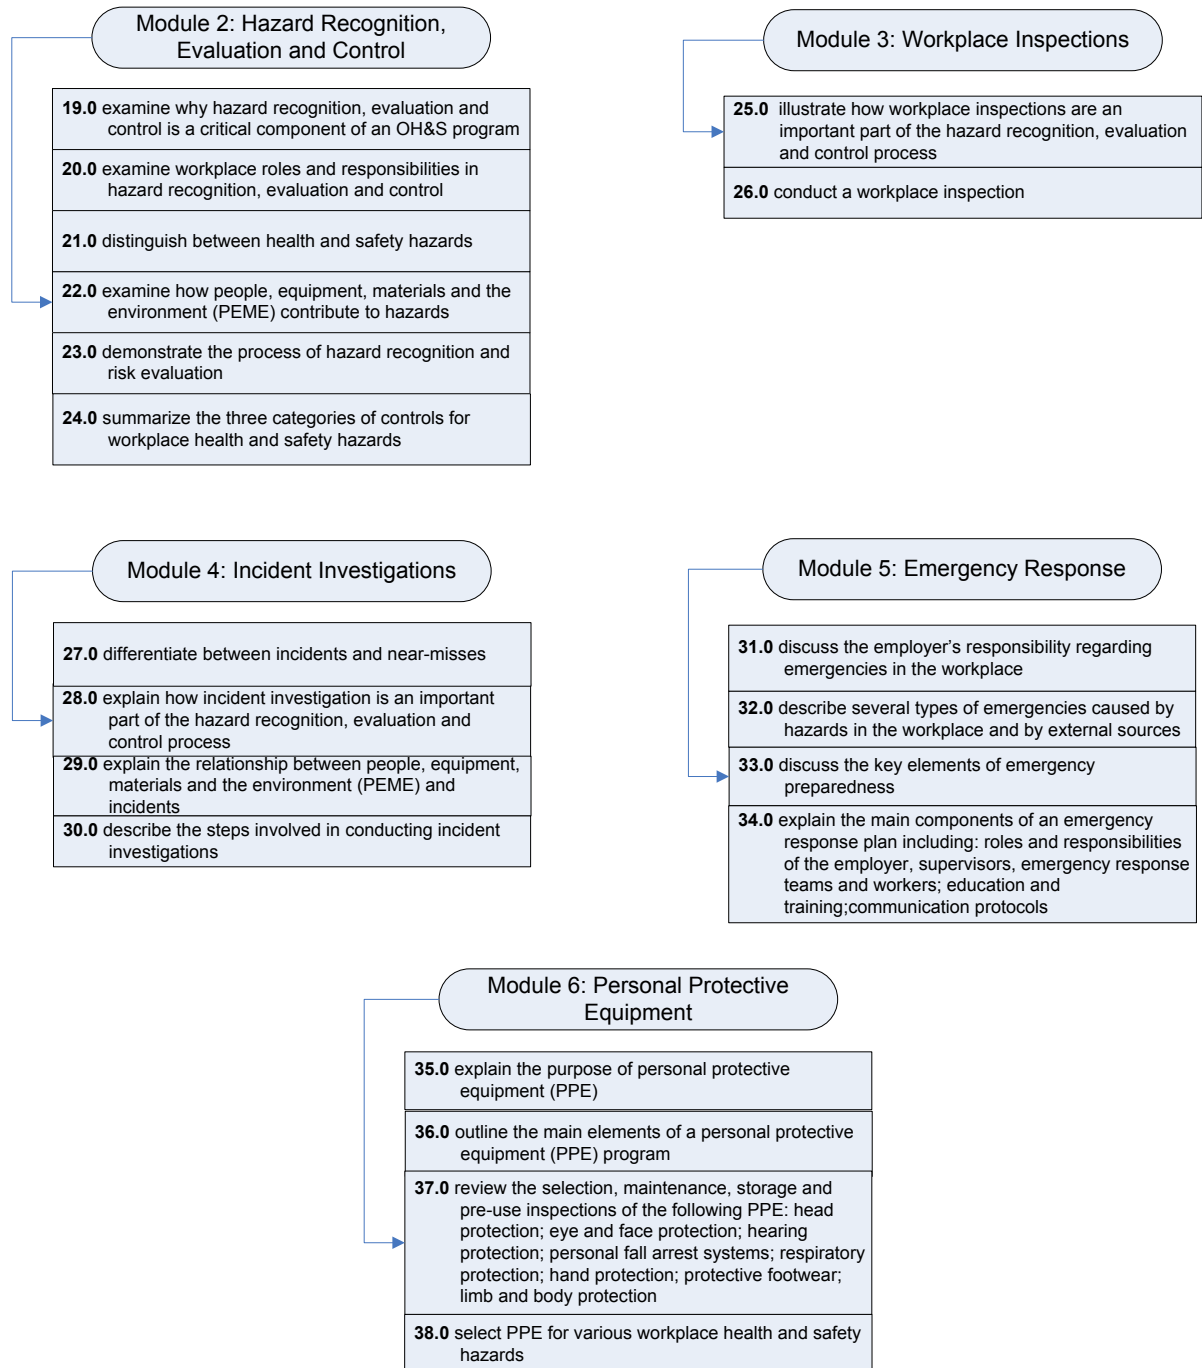 Module 2: Hazard Recognition,
Evaluation and Control
19.0 examine why hazard recognition, evaluation and
control is a critical component of an OH&S program
20.0 examine workplace roles and responsibilities in
hazard recognition, evaluation and control
21.0 distinguish between health and safety hazards
22.0 examine how people, equipment, materials and the
environment (PEME) contribute to hazards
23.0 demonstrate the process of hazard recognition and
risk evaluation
24.0 summarize the three categories of controls for
workplace health and safety hazards
Module 3: Workplace Inspections
25.0 illustrate how workplace inspections are an
important part of the hazard recognition, evaluation
and control process
26.0 conduct a workplace inspection
Module 4: Incident Investigations
27.0 differentiate between incidents and near-misses
28.0 explain how incident investigation is an important
part of the hazard recognition, evaluation and
control process
29.0 explain the relationship between people, equipment,
materials and the environment (PEME) and
incidents
30.0 describe the steps involved in conducting incident
investigations
Module 5: Emergency Response
31.0 discuss the employer's responsibility regarding
emergencies in the workplace
32.0 describe several types of emergencies caused by
hazards in the workplace and by external sources
33.0 discuss the key elements of emergency
preparedness
34.0 explain the main components of an emergency
response plan including: roles and responsibilities
of the employer, supervisors, emergency response
teams and workers; education and
training;communication protocols
Module 6: Personal Protective
Equipment
35.0 explain the purpose of personal protective
equipment (PPE)
36.0 outline the main elements of a personal protective
equipment (PPE) program
37.0 review the selection, maintenance, storage and
pre-use inspections of the following PPE: head
protection; eye and face protection; hearing
protection; personal fall arrest systems; respiratory
protection; hand protection; protective footwear;
limb and body protection
38.0 select PPE for various workplace health and safety
hazards